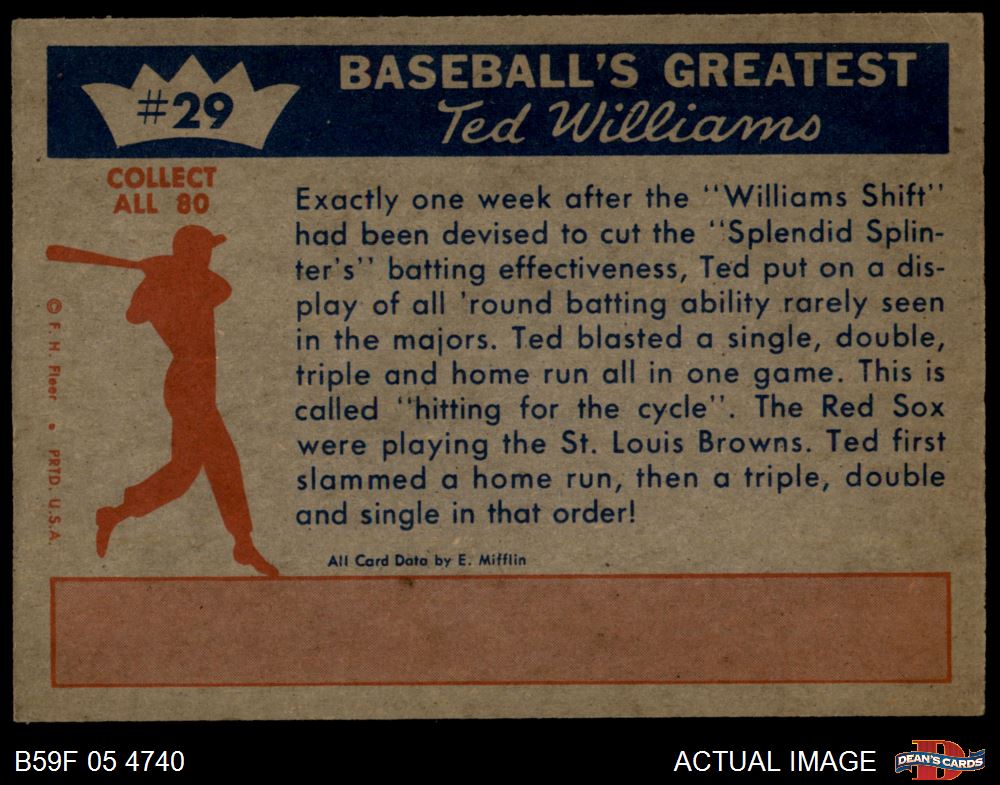 #29
BASEBALL'S GREATEST
Ted Williams
COLLECT
ALL 80
Exactly one week after the "Williams Shift"
had been devised to cut the "Splendid Splin-
ter's" batting effectiveness, Ted put on a dis-
play of all 'round batting ability rarely seen
in the majors. Ted blasted a single, double,
triple and home run all in one game. This is
called "hitting for the cycle". The Red Sox
were playing the St. Louis Browns. Ted first
slammed a home run, then a triple, double
and single in that order!
All Card Data by E. Mifflin
© F. H. Fleer • PRTD. U.S.A.
B59F 05 4740
ACTUAL IMAGE
D
DEAN'S CARDS